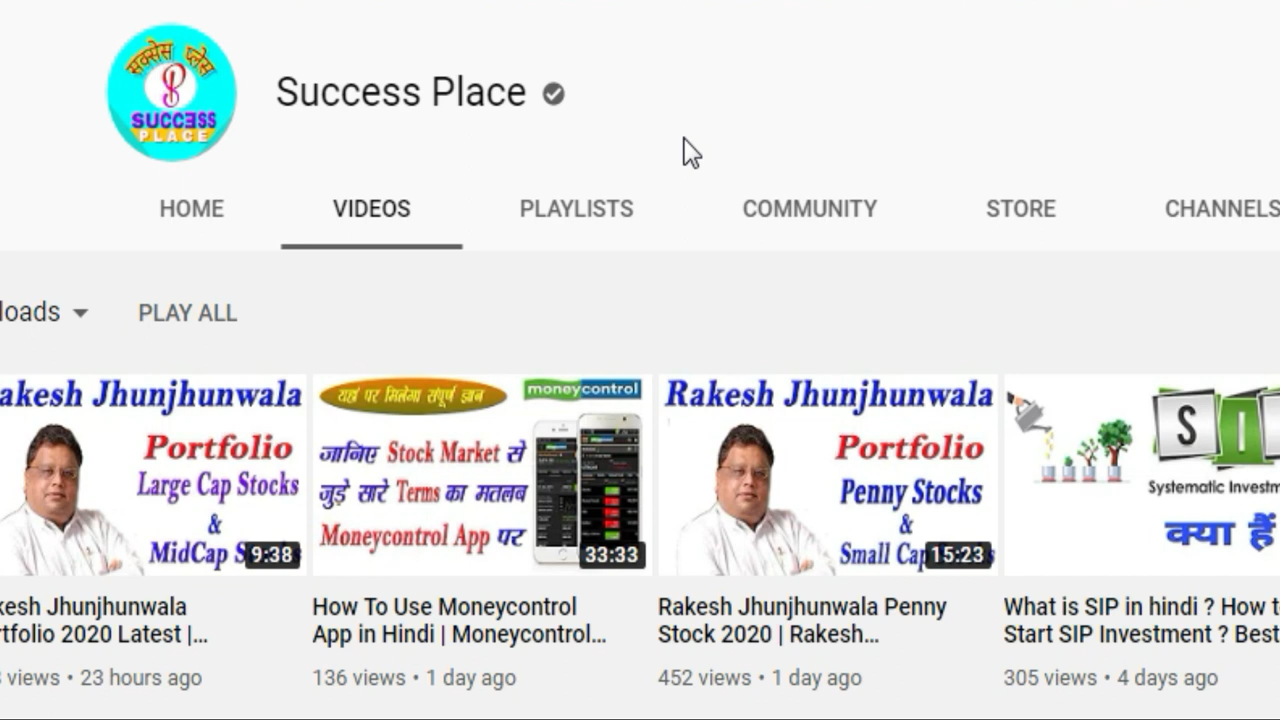 सक्सेस प्लेस
SUCCESS
PLACE
Success Place
HOME
VIDEOS
PLAYLISTS
COMMUNITY
STORE
CHANNELS
loads
PLAY ALL
akesh Jhunjhunwala
Portfolio
Large Cap Stocks
&
MidCap S
9:38
यहां पर मिलेगा संपूर्ण ज्ञान
moneycontrol
जानिए Stock Market से
जुड़े सारे Terms का मतलब
Moneycontrol App पर
33:33
Rakesh Jhunjhunwala
Portfolio
Penny Stocks
&
Small Cap
15:23
S I
Systematic Investm
क्या हैं
kesh Jhunjhunwala
rtfolio 2020 Latest |...
views • 23 hours ago
How To Use Moneycontrol
App in Hindi | Moneycontrol...
136 views • 1 day ago
Rakesh Jhunjhunwala Penny
Stock 2020 | Rakesh...
452 views • 1 day ago
What is SIP in hindi ? How t
Start SIP Investment ? Best
305 views • 4 days ago